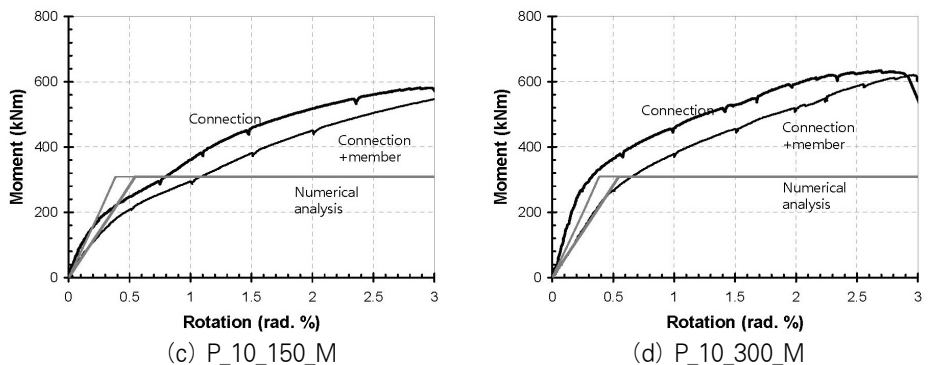 800
600
400
200
0
Moment (kNm)
Connection
Connection
+member
Numerical
analysis
0
0.5
1
1.5
2
2.5
3
Rotation (rad. %)
(c) P_10_150_M
800
600
400
200
0
Moment (kNm)
Connection
Connection
+member
Numerical
analysis
0
0.5
1
1.5
2
2.5
3
Rotation (rad. %)
(d) P_10_300_M